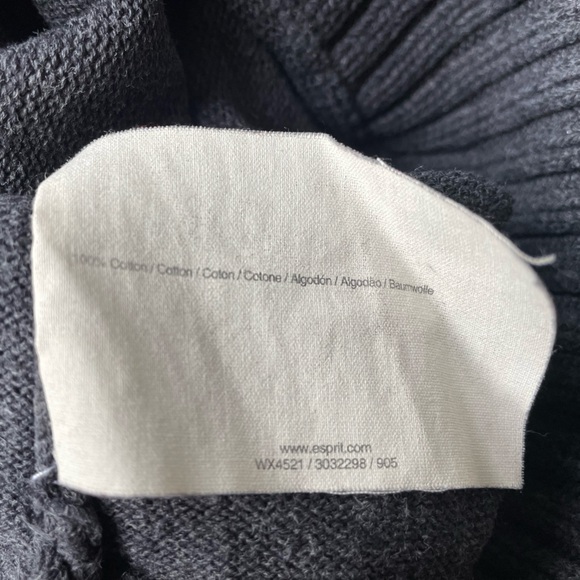 100% Cotton / Cotton / Coton / Cotone / Algodón / Algodão / Baumwolle
www.esprit.com
WX4521 / 3032298 / 905